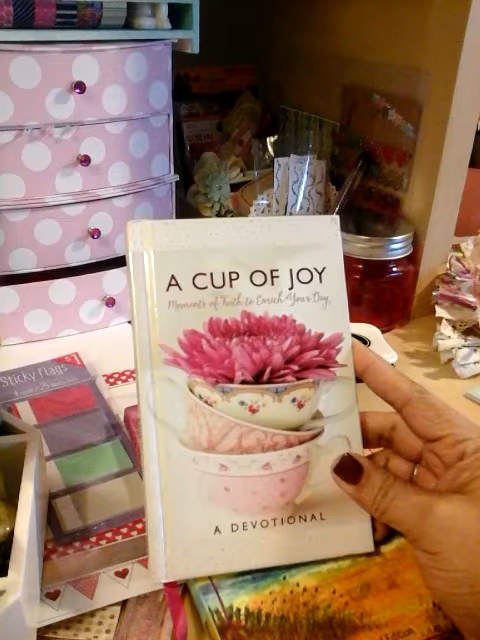 A CUP OF JOY
Moments of Faith to Enrich Your Day
A DEVOTIONAL
Sticky Flags